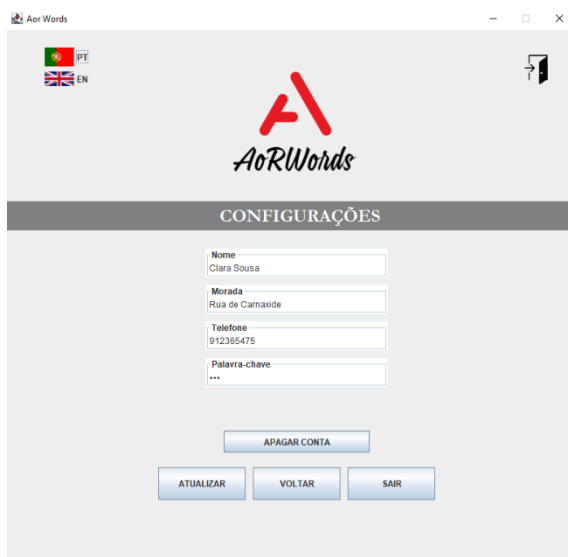 Aor Words
PT
EN
AoRWords
CONFIGURAÇÕES
Nome
Clara Sousa
Morada
Rua de Carnaxide
Telefone
912365475
Palavra-chave
•••
APAGAR CONTA
ATUALIZAR
VOLTAR
SAIR